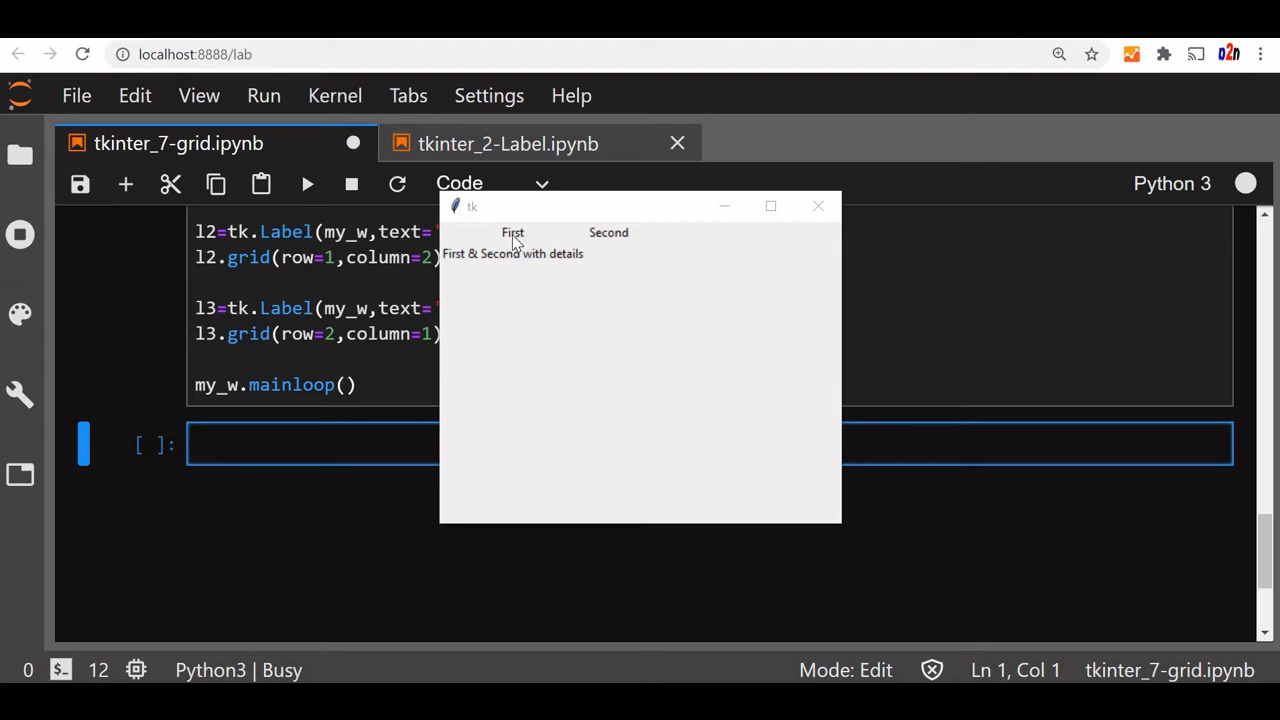 localhost:8888/lab
o2n
File Edit View Run Kernel Tabs Settings Help
tkinter_7-grid.ipynb
tkinter_2-Label.ipynb
Code
Python 3
tk
First Second
First & Second with details
l2=tk.Label(my_w,text='
l2.grid(row=1,column=2)
l3=tk.Label(my_w,text='
l3.grid(row=2,column=1)
my_w.mainloop()
[ ]:
0 $_ 12 Python3 | Busy Mode: Edit Ln 1, Col 1 tkinter_7-grid.ipynb